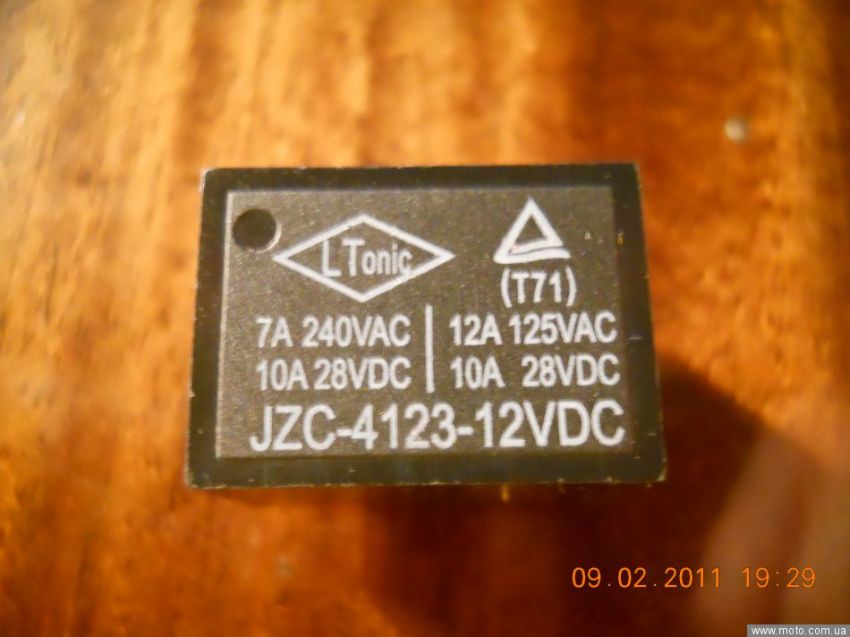 LTonic
(T71)
7A 240VAC | 12A 125VAC
10A 28VDC | 10A 28VDC
JZC-4123-12VDC
09.02.2011 19:29
www.moto.com.ua